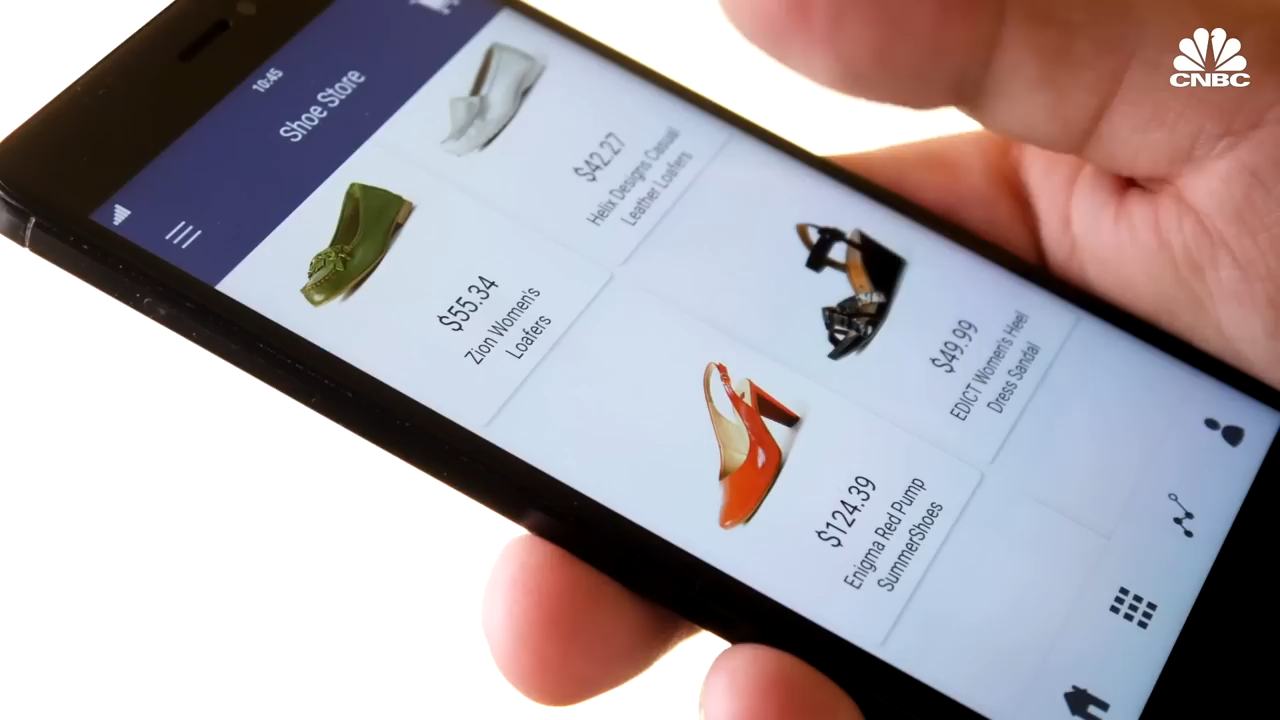 10:45
Shoe Store
$55.34
Zion Women's
Loafers
$42.27
Helix Designs Casual
Leather Loafers
$124.39
Enigma Red Pump
SummerShoes
$49.99
EDICT Women's Heel
Dress Sandal
CNBC